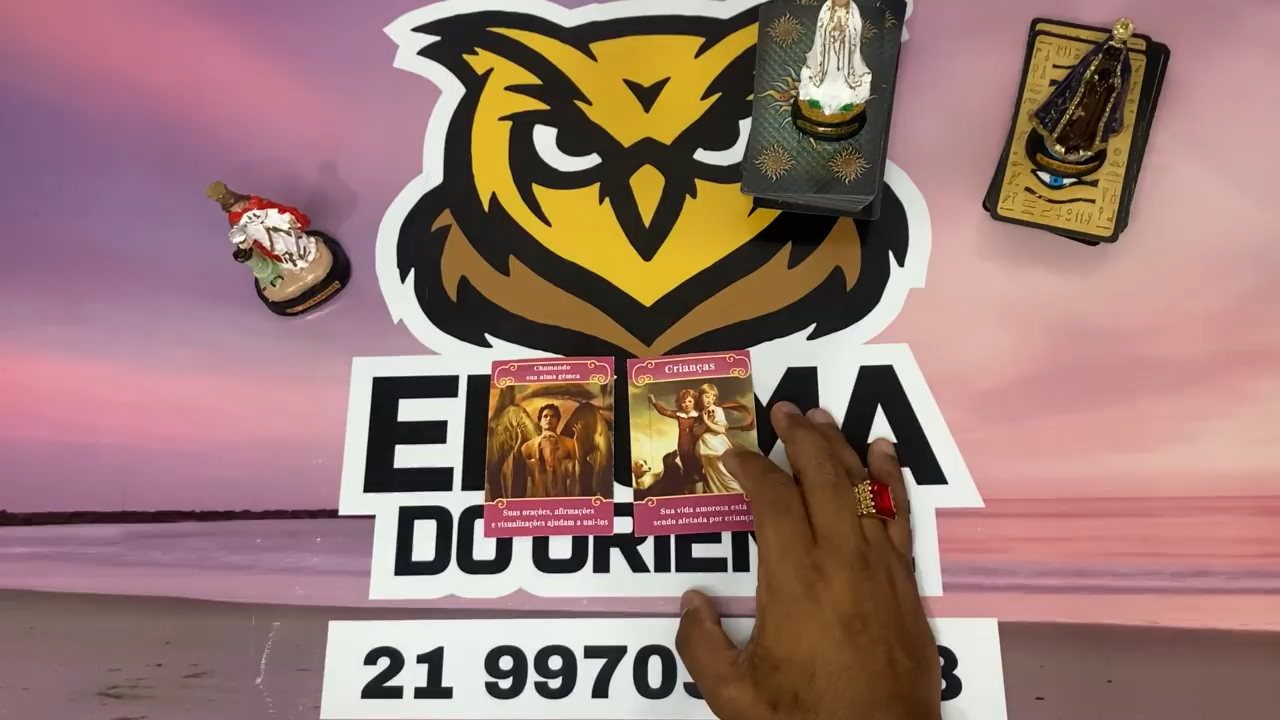 Chamando
sua alma gêmea
Suas orações, afirmações
e visualizações ajudam a uni-los
Crianças
Sua vida amorosa está
sendo afetada por crianças
DO
21 9970